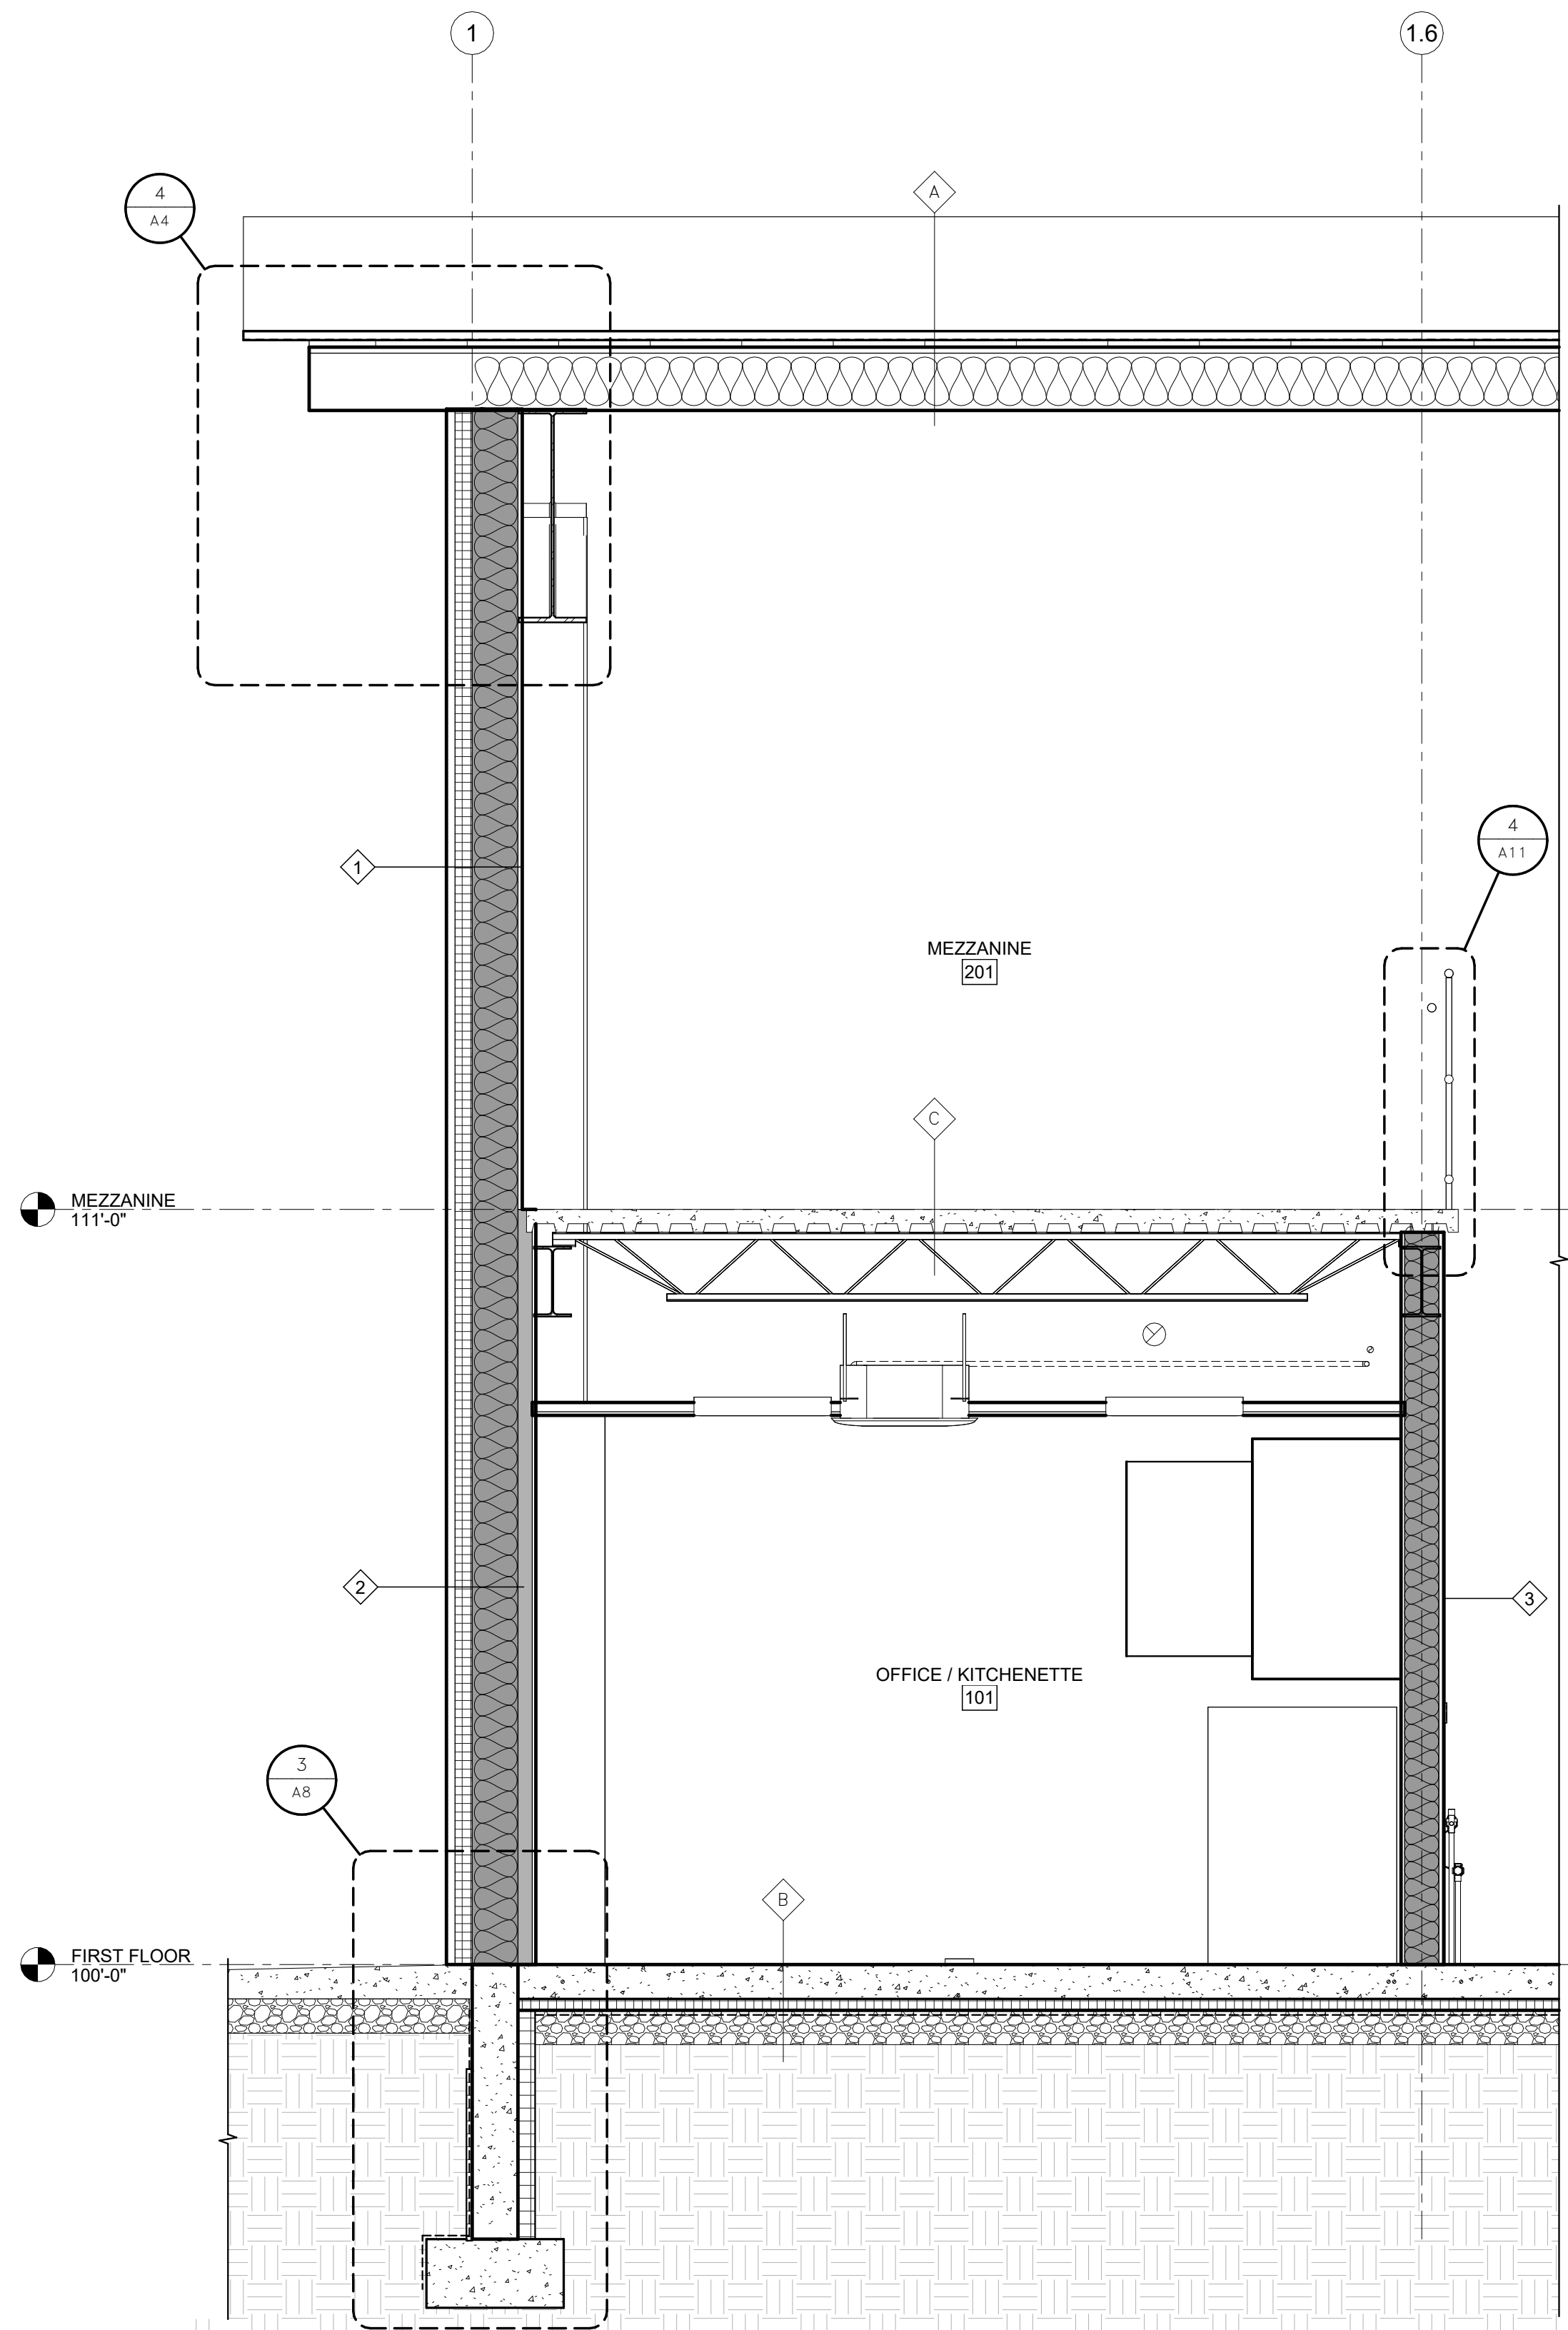 1
1.6
4
A4
A
1
4
A11
MEZZANINE
201
C
MEZZANINE
111'-0"
2
3
OFFICE / KITCHENETTE
101
3
A8
B
FIRST FLOOR
100'-0"